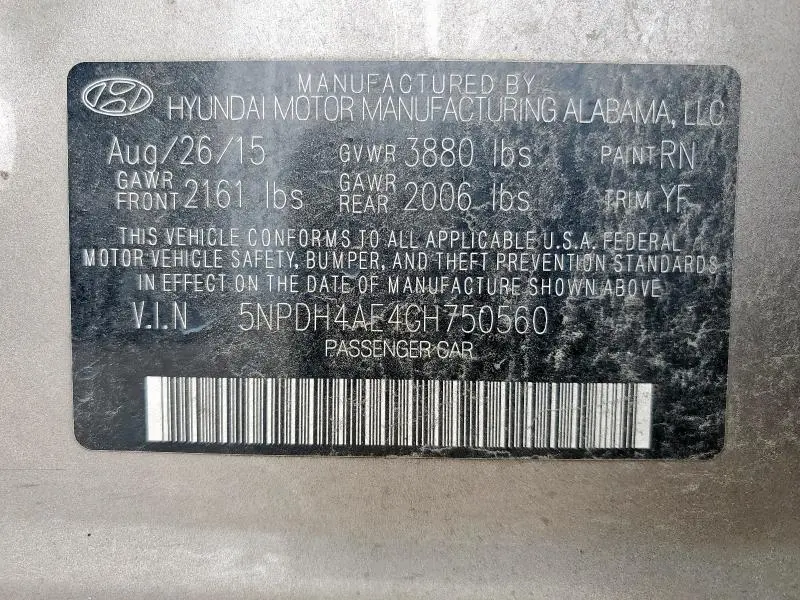 MANUFACTURED BY
HYUNDAI MOTOR MANUFACTURING ALABAMA, LLC
Aug/26/15 GVWR 3880 lbs PAINT RN
GAWR FRONT 2161 lbs GAWR REAR 2006 lbs TRIM YF
THIS VEHICLE CONFORMS TO ALL APPLICABLE U.S.A. FEDERAL
MOTOR VEHICLE SAFETY, BUMPER, AND THEFT PREVENTION STANDARDS
IN EFFECT ON THE DATE OF MANUFACTURE SHOWN ABOVE.
V.I.N 5NPDH4AE4GH750560
PASSENGER CAR